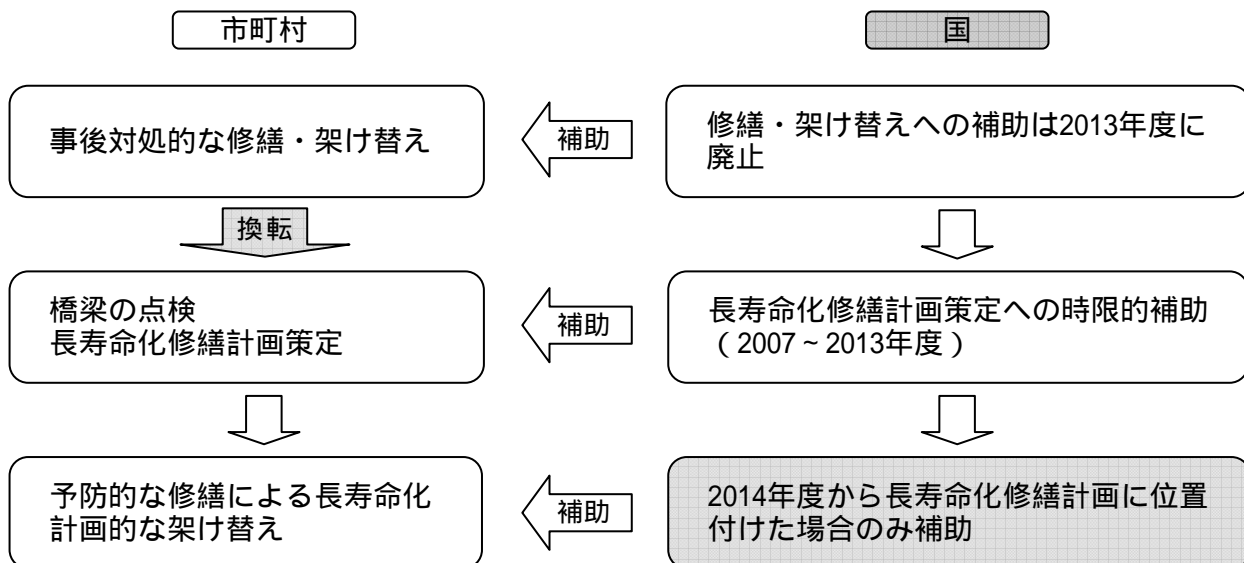 市町村
国
事後対処的な修繕・架け替え
補助
修繕・架け替えへの補助は2013年度に
廃止
換転
橋梁の点検
長寿命化修繕計画策定
補助
長寿命化修繕計画策定への時限的補助
（2007～2013年度）
予防的な修繕による長寿命化
計画的な架け替え
補助
2014年度から長寿命化修繕計画に位置
付けた場合のみ補助